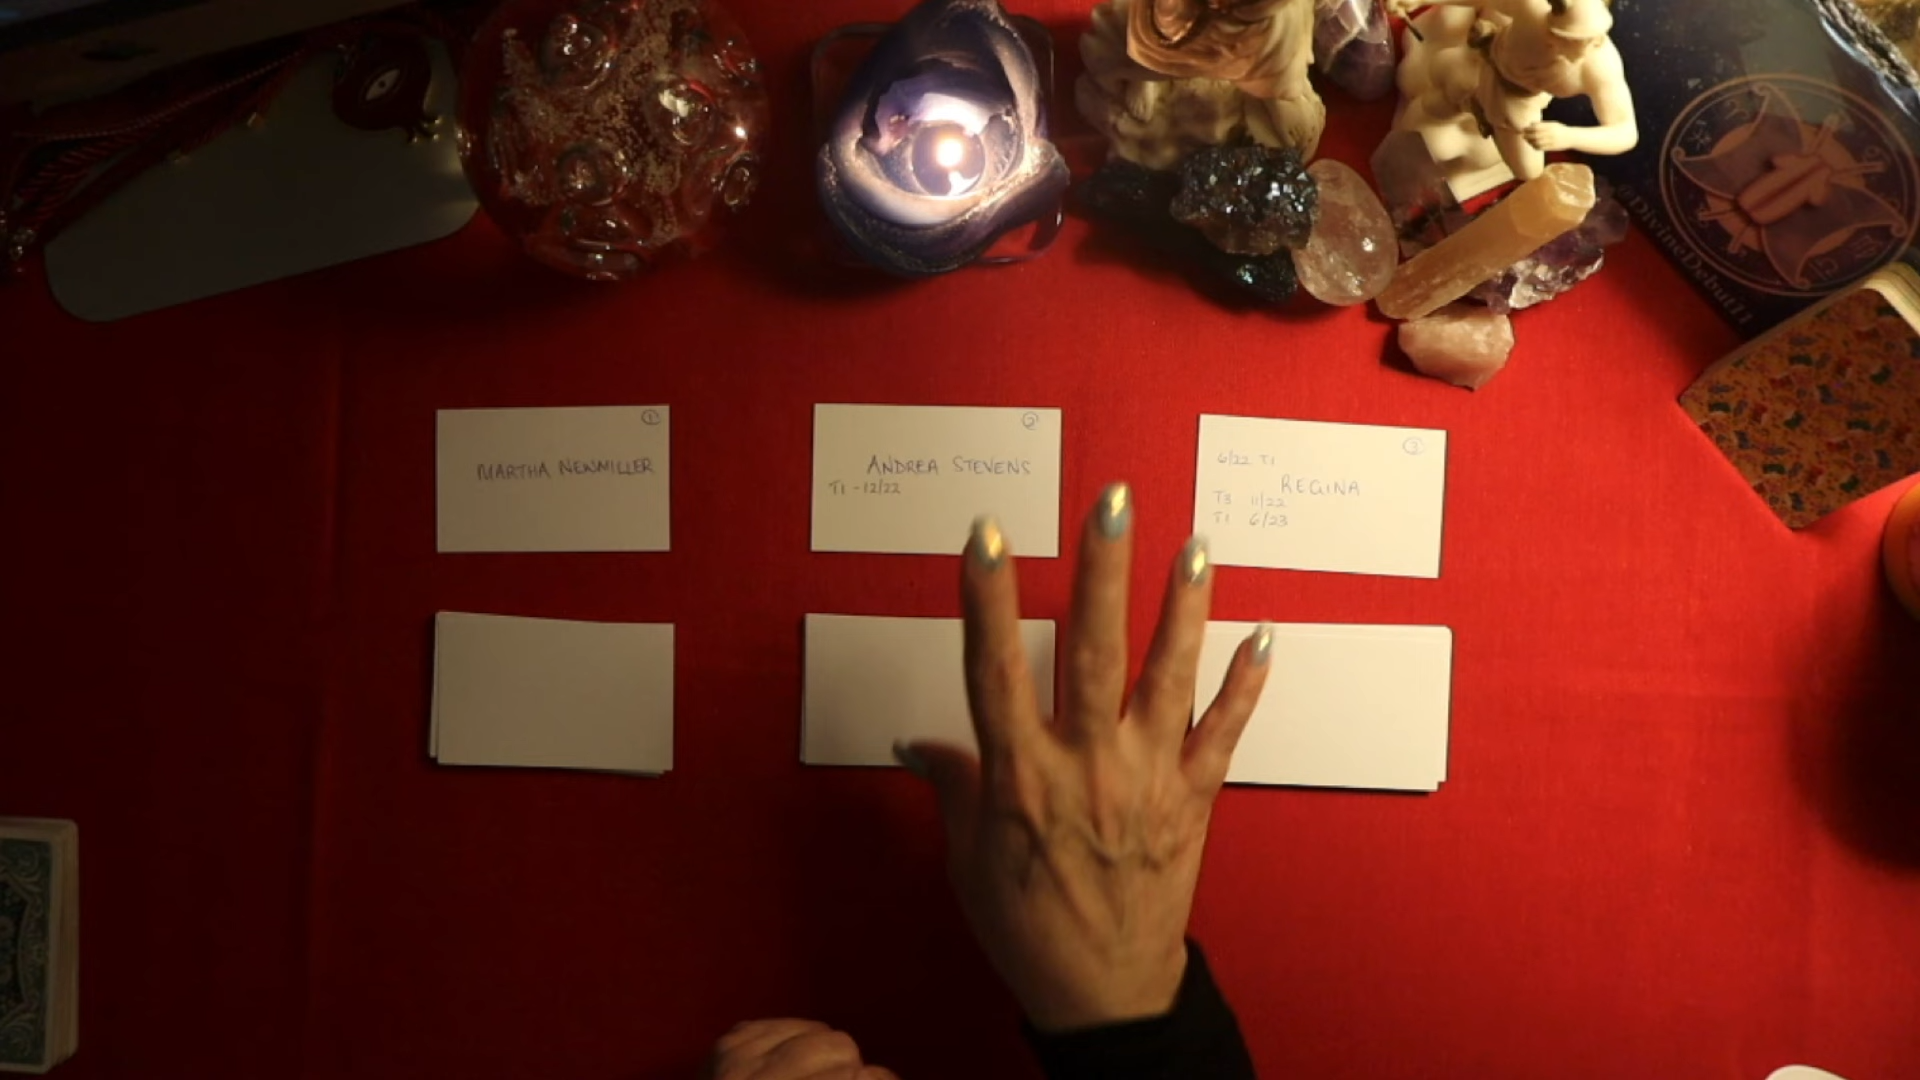 ①
MARTHA NEWMILLER
②
ANDREA STEVENS
T1 - 12/22
③
6/22 T1
REGINA
T3 11/22
T1 6/23
@DivineDebut11